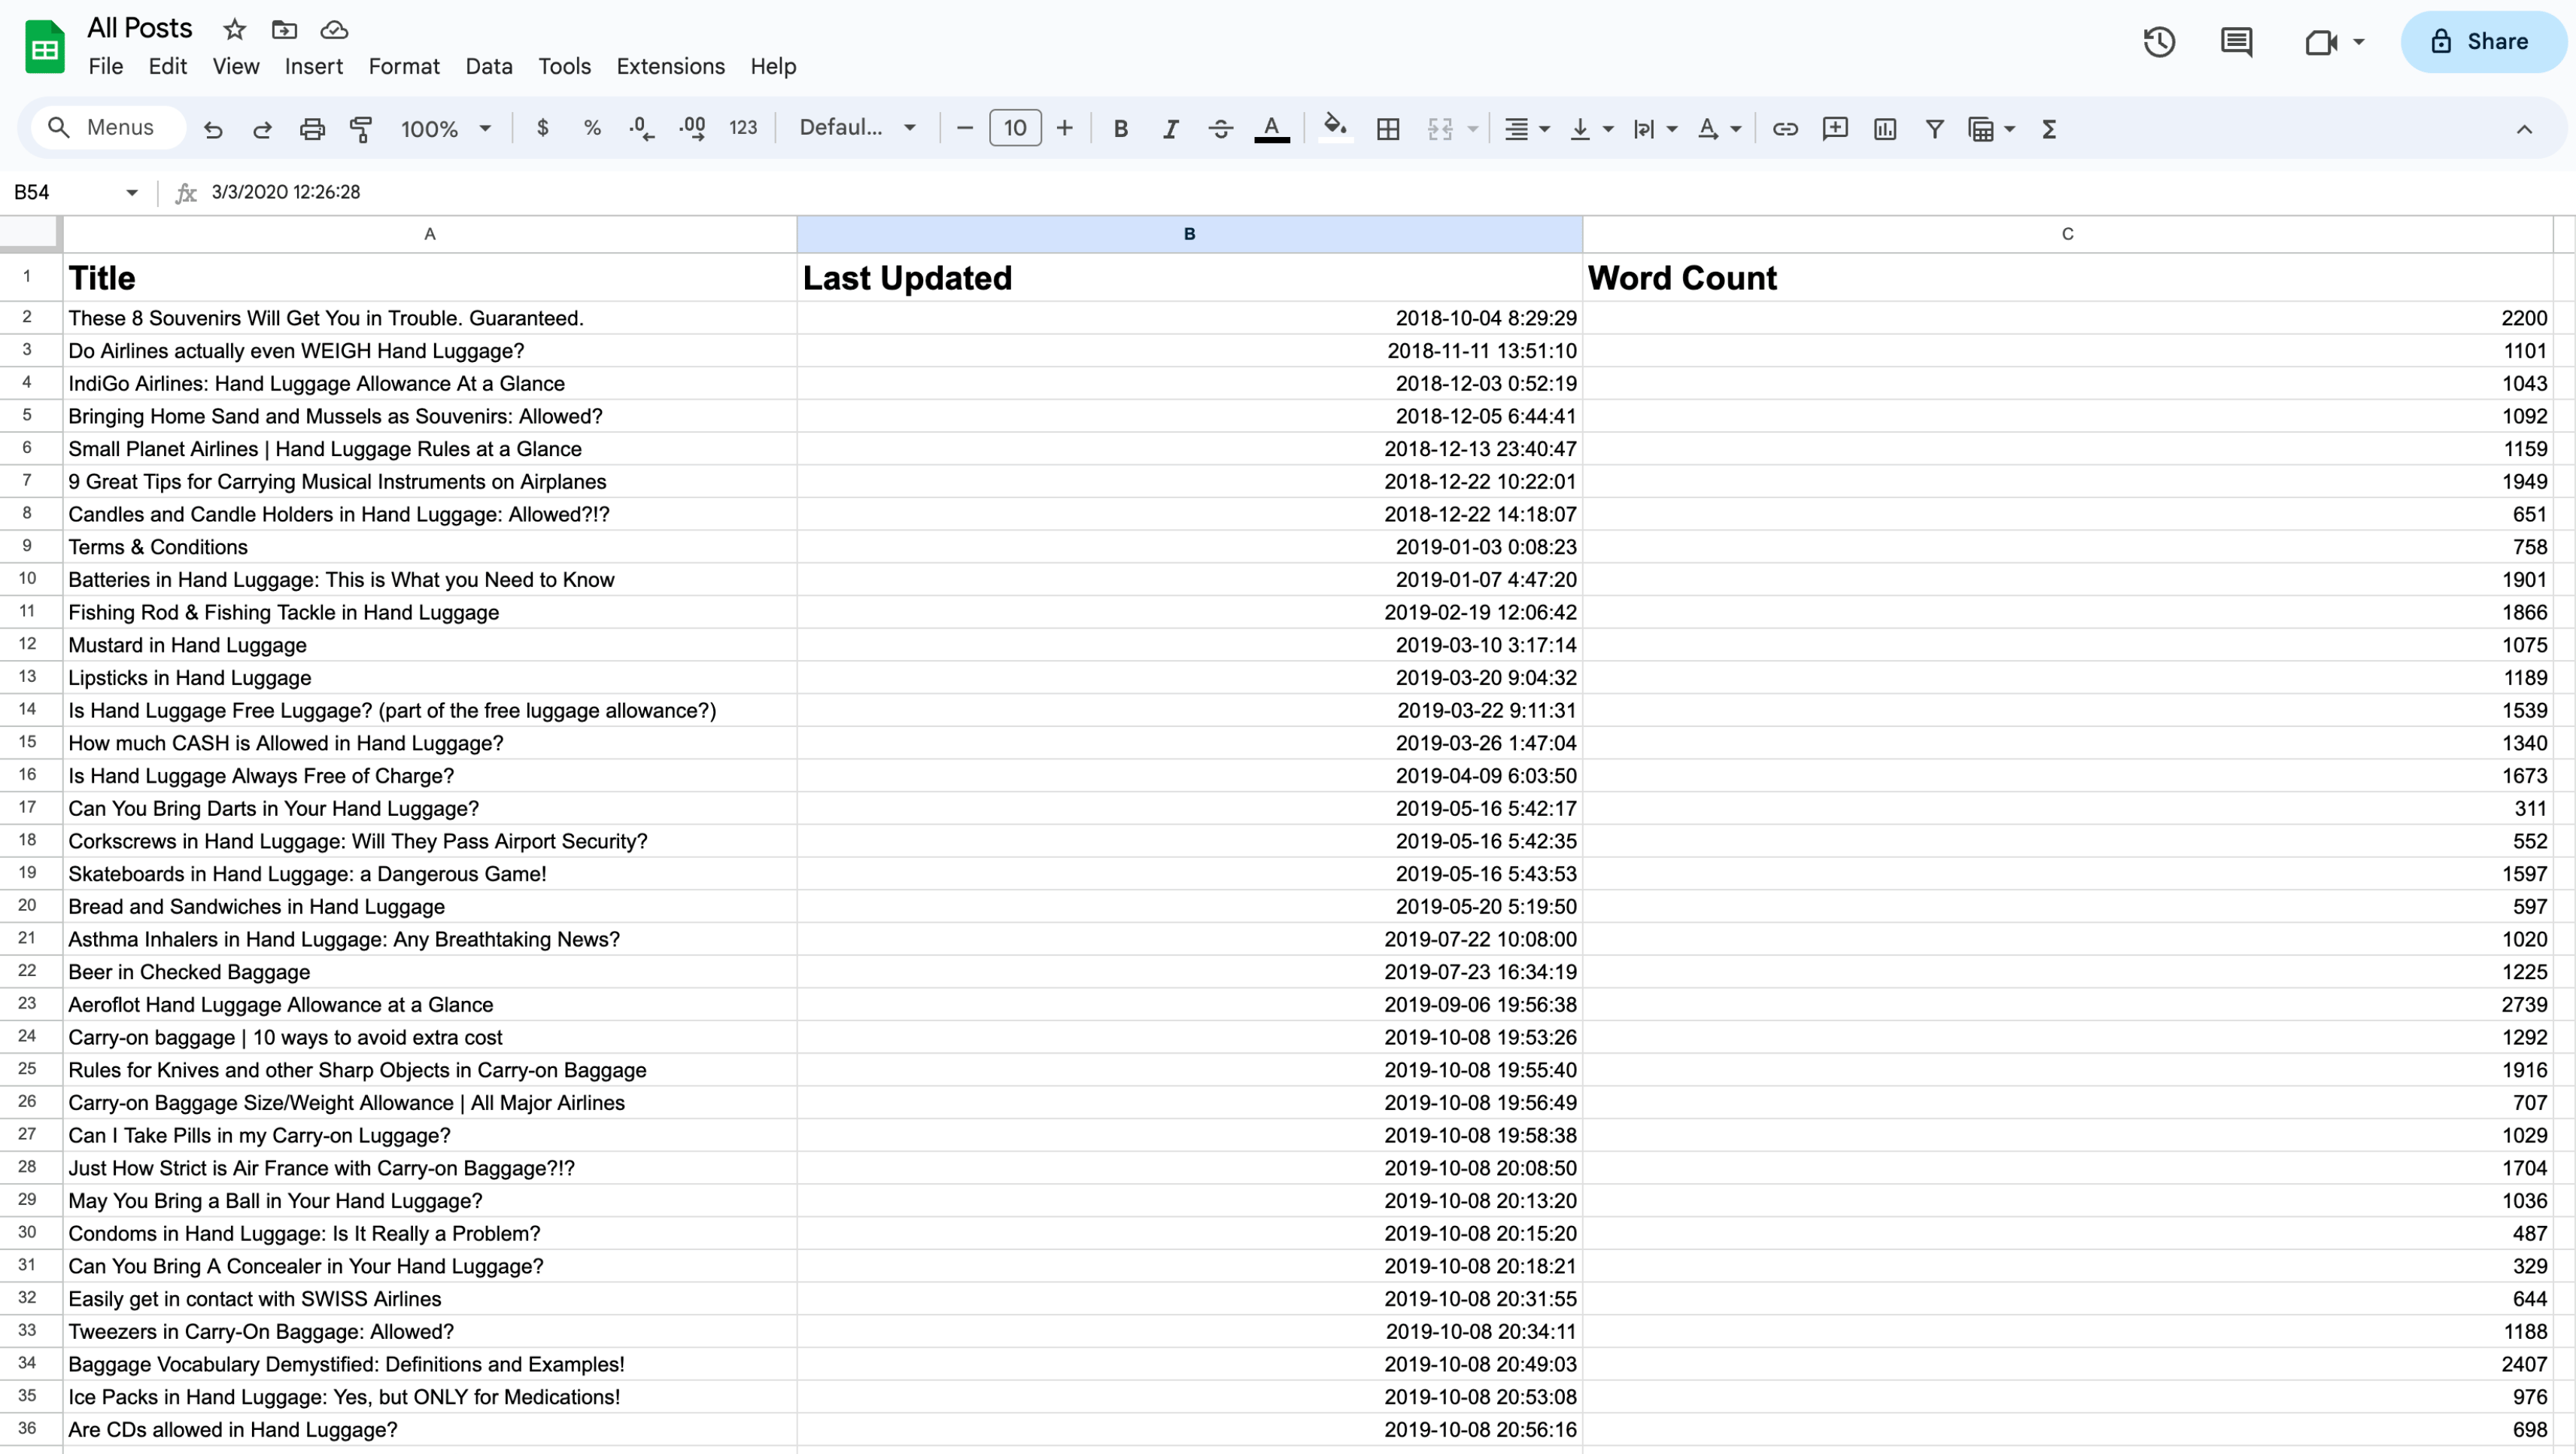 All Posts
File Edit View Insert Format Data Tools Extensions Help
Share
Menus 100% $ % .0 .00 123 Defaul... 10 B I S A Σ
B54 fx 3/3/2020 12:26:28
A B C
1 Title Last Updated Word Count
2 These 8 Souvenirs Will Get You in Trouble. Guaranteed. 2018-10-04 8:29:29 2200
3 Do Airlines actually even WEIGH Hand Luggage? 2018-11-11 13:51:10 1101
4 IndiGo Airlines: Hand Luggage Allowance At a Glance 2018-12-03 0:52:19 1043
5 Bringing Home Sand and Mussels as Souvenirs: Allowed? 2018-12-05 6:44:41 1092
6 Small Planet Airlines | Hand Luggage Rules at a Glance 2018-12-13 23:40:47 1159
7 9 Great Tips for Carrying Musical Instruments on Airplanes 2018-12-22 10:22:01 1949
8 Candles and Candle Holders in Hand Luggage: Allowed?!? 2018-12-22 14:18:07 651
9 Terms & Conditions 2019-01-03 0:08:23 758
10 Batteries in Hand Luggage: This is What you Need to Know 2019-01-07 4:47:20 1901
11 Fishing Rod & Fishing Tackle in Hand Luggage 2019-02-19 12:06:42 1866
12 Mustard in Hand Luggage 2019-03-10 3:17:14 1075
13 Lipsticks in Hand Luggage 2019-03-20 9:04:32 1189
14 Is Hand Luggage Free Luggage? (part of the free luggage allowance?) 2019-03-22 9:11:31 1539
15 How much CASH is Allowed in Hand Luggage? 2019-03-26 1:47:04 1340
16 Is Hand Luggage Always Free of Charge? 2019-04-09 6:03:50 1673
17 Can You Bring Darts in Your Hand Luggage? 2019-05-16 5:42:17 311
18 Corkscrews in Hand Luggage: Will They Pass Airport Security? 2019-05-16 5:42:35 552
19 Skateboards in Hand Luggage: a Dangerous Game! 2019-05-16 5:43:53 1597
20 Bread and Sandwiches in Hand Luggage 2019-05-20 5:19:50 597
21 Asthma Inhalers in Hand Luggage: Any Breathtaking News? 2019-07-22 10:08:00 1020
22 Beer in Checked Baggage 2019-07-23 16:34:19 1225
23 Aeroflot Hand Luggage Allowance at a Glance 2019-09-06 19:56:38 2739
24 Carry-on baggage | 10 ways to avoid extra cost 2019-10-08 19:53:26 1292
25 Rules for Knives and other Sharp Objects in Carry-on Baggage 2019-10-08 19:55:40 1916
26 Carry-on Baggage Size/Weight Allowance | All Major Airlines 2019-10-08 19:56:49 707
27 Can I Take Pills in my Carry-on Luggage? 2019-10-08 19:58:38 1029
28 Just How Strict is Air France with Carry-on Baggage?!? 2019-10-08 20:08:50 1704
29 May You Bring a Ball in Your Hand Luggage? 2019-10-08 20:13:20 1036
30 Condoms in Hand Luggage: Is It Really a Problem? 2019-10-08 20:15:20 487
31 Can You Bring A Concealer in Your Hand Luggage? 2019-10-08 20:18:21 329
32 Easily get in contact with SWISS Airlines 2019-10-08 20:31:55 644
33 Tweezers in Carry-On Baggage: Allowed? 2019-10-08 20:34:11 1188
34 Baggage Vocabulary Demystified: Definitions and Examples! 2019-10-08 20:49:03 2407
35 Ice Packs in Hand Luggage: Yes, but ONLY for Medications! 2019-10-08 20:53:08 976
36 Are CDs allowed in Hand Luggage? 2019-10-08 20:56:16 698